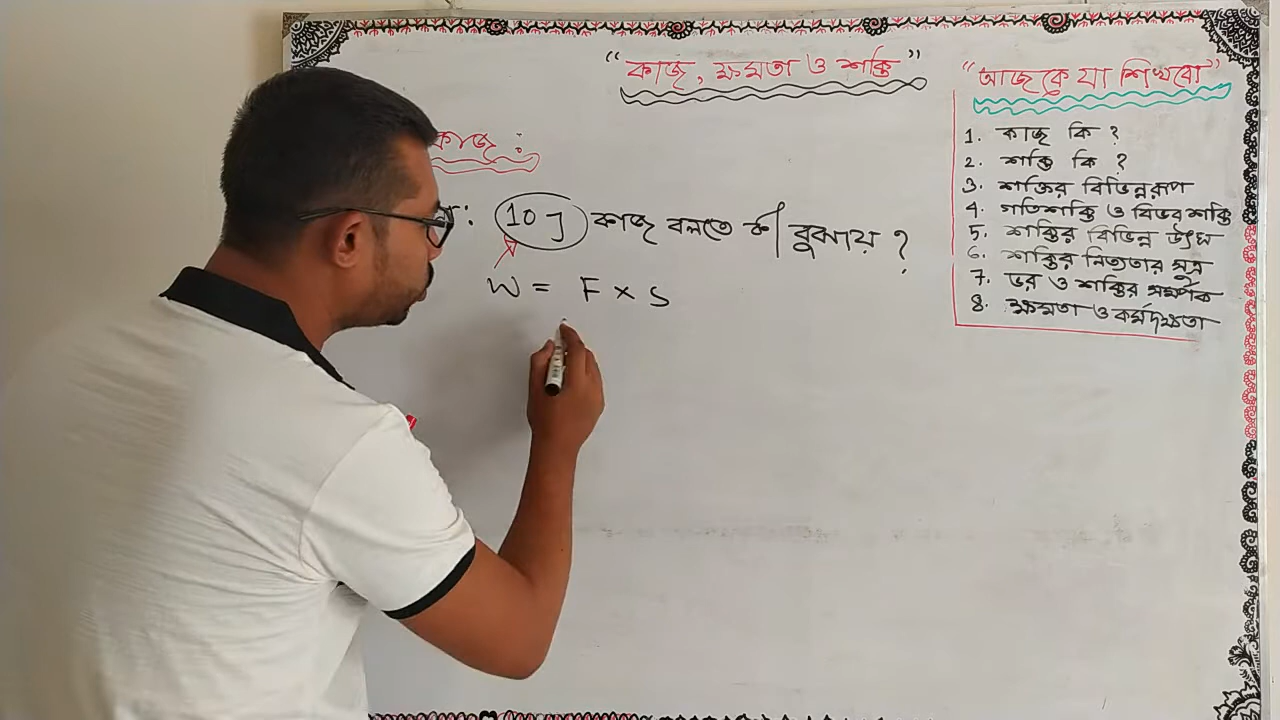 “কাজ, ক্ষমতা ও শক্তি”
কাজ :
: 10 J কাজ বলতে কী বুঝায় ?
W = F × S
“আজকে যা শিখবো”
1. কাজ কি ?
2. শক্তি কি ?
3. শক্তির বিভিন্নরূপ
4. গতিশক্তি ও বিভব শক্তি
5. শক্তির বিভিন্ন উৎস
6. শক্তির নিত্যতার সূত্র
7. ভর ও শক্তির সম্পর্ক
8. ক্ষমতা ও কর্মদক্ষতা